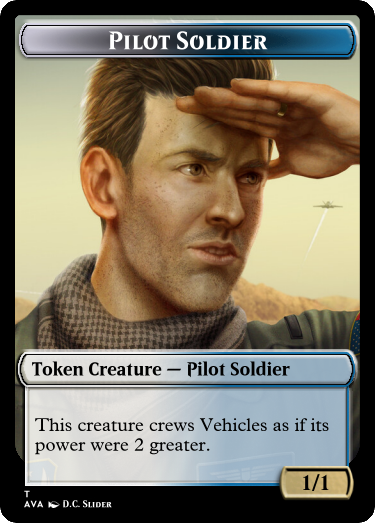 Pilot Soldier
Token Creature — Pilot Soldier
This creature crews Vehicles as if its
power were 2 greater.
1/1
T
AVA D.C. Slider